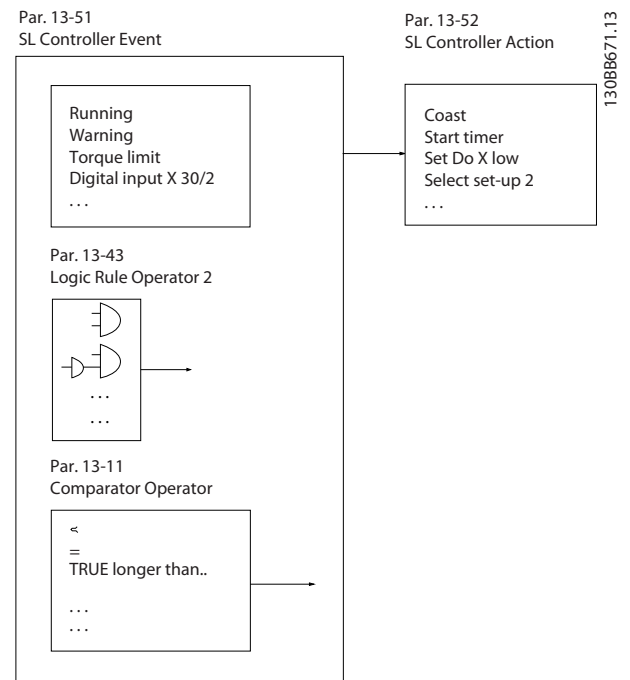 Par. 13-51
SL Controller Event
Par. 13-52
SL Controller Action
130BB671.13
Running
Warning
Torque limit
Digital input X 30/2
. . .
Coast
Start timer
Set Do X low
Select set-up 2
. . .
Par. 13-43
Logic Rule Operator 2
. . .
. . .
Par. 13-11
Comparator Operator
<
=
TRUE longer than..
. . .
. . .